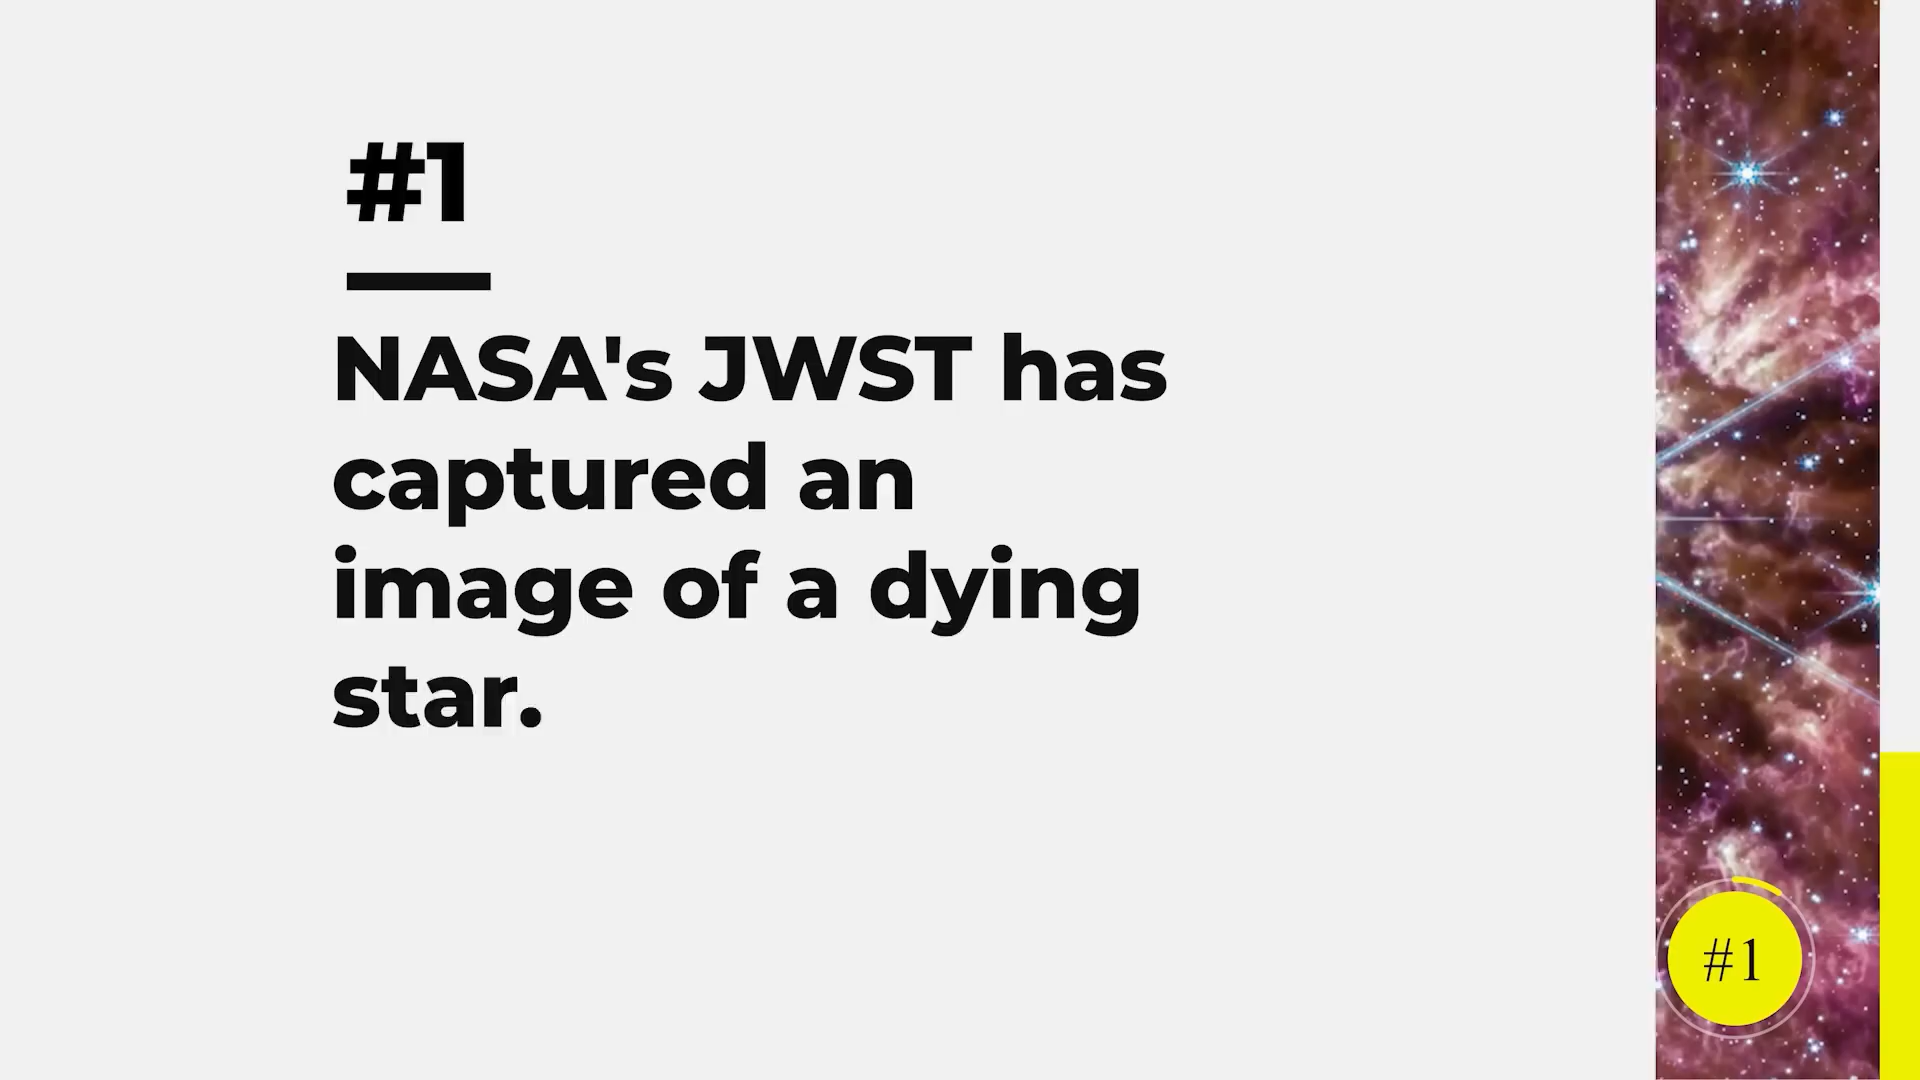 #1
NASA's JWST has
captured an
image of a dying
star.
#1